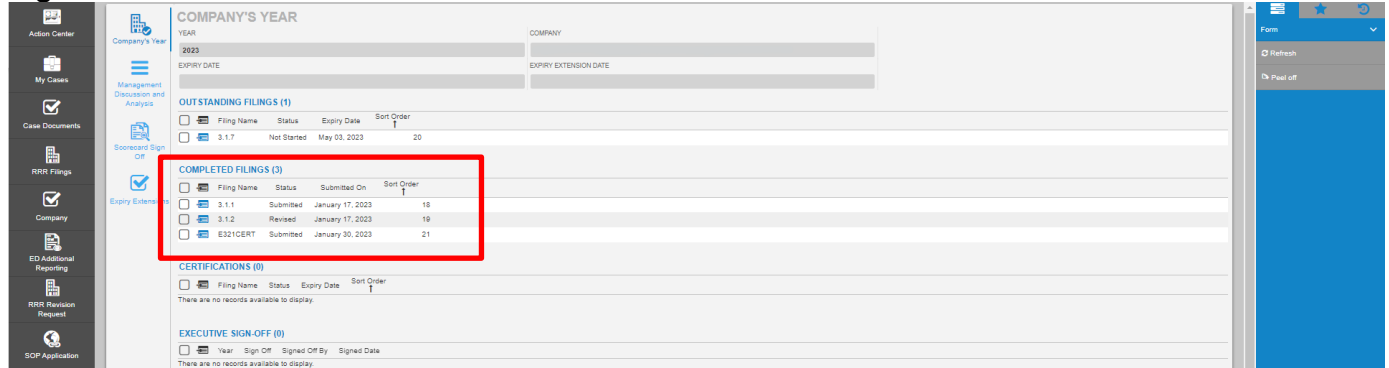 Action Center
My Cases
Case Documents
RRR Filings
Company
ED Additional
Reporting
RRR Revision
Request
SOP Application
Company's Year
Management
Discussion and
Analysis
Scorecard Sign
Off
Expiry Extensions
COMPANY'S YEAR
YEAR COMPANY
2023
EXPIRY DATE EXPIRY EXTENSION DATE
OUTSTANDING FILINGS (1)
Filing Name Status Expiry Date Sort Order
3.1.7 Not Started May 03, 2023 20
COMPLETED FILINGS (3)
Filing Name Status Submitted On Sort Order
3.1.1 Submitted January 17, 2023 18
3.1.2 Revised January 17, 2023 19
E321CERT Submitted January 30, 2023 21
CERTIFICATIONS (0)
Filing Name Status Expiry Date Sort Order
There are no records available to display.
EXECUTIVE SIGN-OFF (0)
Year Sign Off Signed Off By Signed Date
There are no records available to display.
Form
Refresh
Peel off